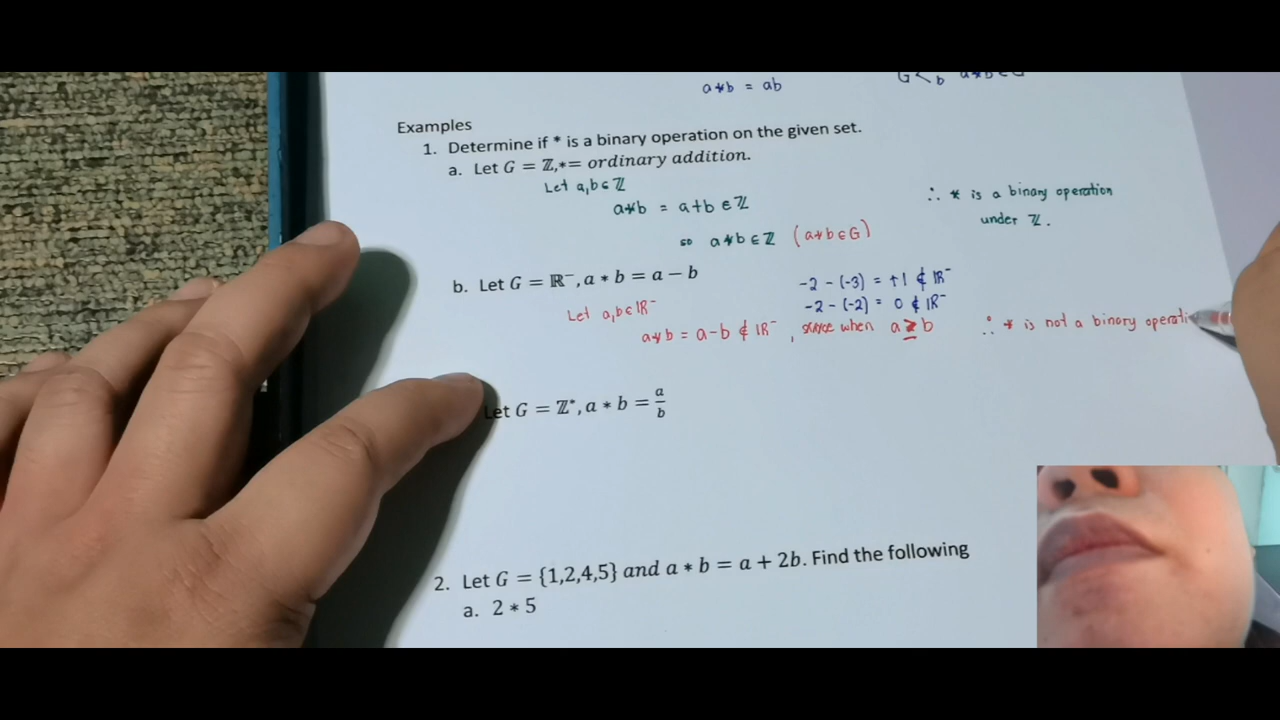 a*b = ab
G b a*b∈G
Examples
1. Determine if * is a binary operation on the given set.
a. Let G = ℤ,*= ordinary addition.
Let a,b∈ℤ
a*b = a+b ∈ ℤ
so a*b∈ℤ (a*b∈G)
∴ * is a binary operation
under ℤ.
b. Let G = ℝ⁻, a * b = a − b
Let a,b∈ℝ⁻
-2 - (-3) = +1 ∉ ℝ⁻
-2 - (-2) = 0 ∉ ℝ⁻
a*b = a-b ∉ ℝ⁻, since when a ≥ b
∴ * is not a binary operati
Let G = ℤ*, a * b = a/b
2. Let G = {1,2,4,5} and a * b = a + 2b. Find the following
a. 2 * 5